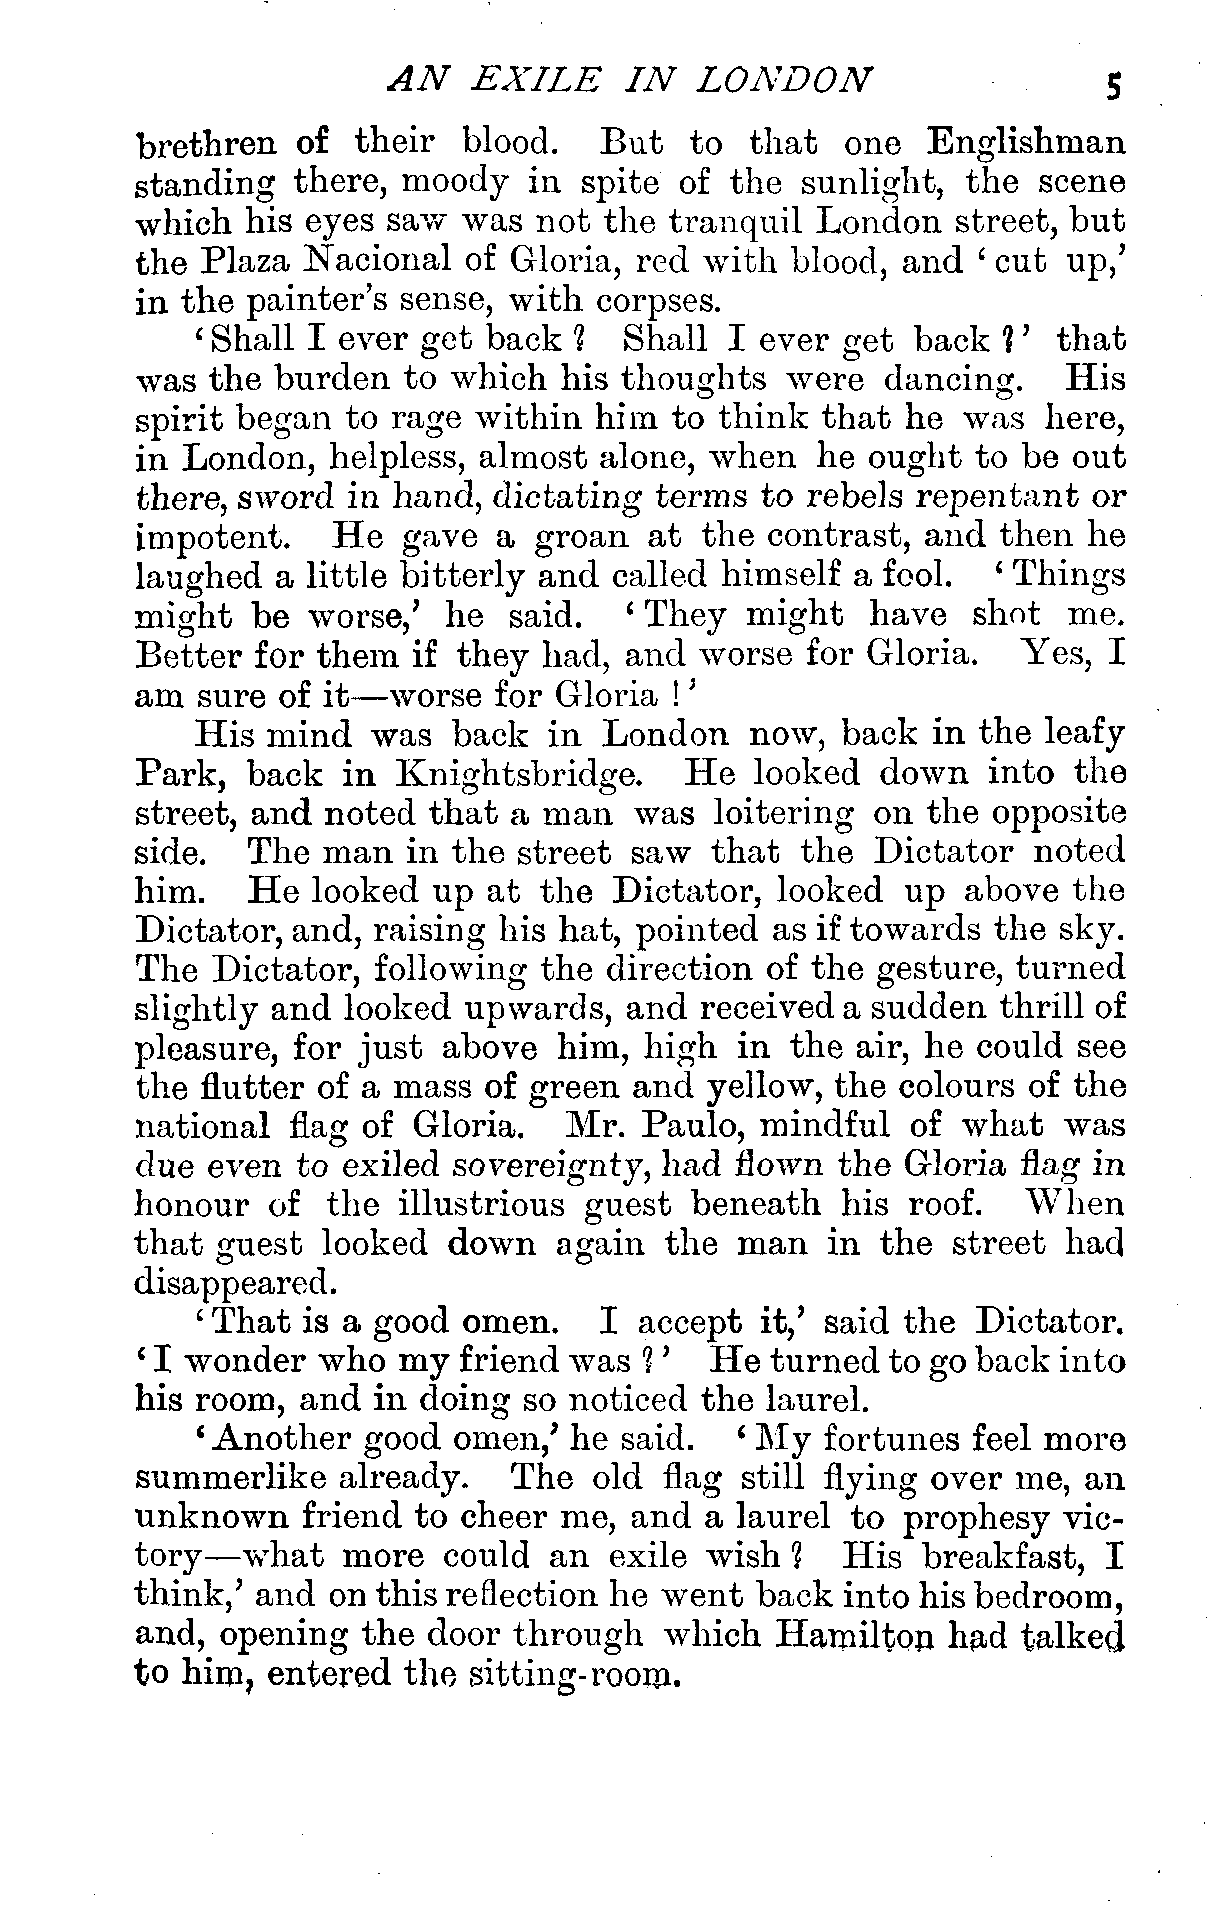 AN EXILE IN LONDON 5
brethren of their blood. But to that one Englishman
standing there, moody in spite of the sunlight, the scene
which his eyes saw was not the tranquil London street, but
the Plaza Nacional of Gloria, red with blood, and ‘cut up,’
in the painter’s sense, with corpses.
‘Shall I ever get back? Shall I ever get back?’ that
was the burden to which his thoughts were dancing. His
spirit began to rage within him to think that he was here,
in London, helpless, almost alone, when he ought to be out
there, sword in hand, dictating terms to rebels repentant or
impotent. He gave a groan at the contrast, and then he
laughed a little bitterly and called himself a fool. ‘Things
might be worse,’ he said. ‘They might have shot me.
Better for them if they had, and worse for Gloria. Yes, I
am sure of it—worse for Gloria!’
His mind was back in London now, back in the leafy
Park, back in Knightsbridge. He looked down into the
street, and noted that a man was loitering on the opposite
side. The man in the street saw that the Dictator noted
him. He looked up at the Dictator, looked up above the
Dictator, and, raising his hat, pointed as if towards the sky.
The Dictator, following the direction of the gesture, turned
slightly and looked upwards, and received a sudden thrill of
pleasure, for just above him, high in the air, he could see
the flutter of a mass of green and yellow, the colours of the
national flag of Gloria. Mr. Paulo, mindful of what was
due even to exiled sovereignty, had flown the Gloria flag in
honour of the illustrious guest beneath his roof. When
that guest looked down again the man in the street had
disappeared.
‘That is a good omen. I accept it,’ said the Dictator.
‘I wonder who my friend was?’ He turned to go back into
his room, and in doing so noticed the laurel.
‘Another good omen,’ he said. ‘My fortunes feel more
summerlike already. The old flag still flying over me, an
unknown friend to cheer me, and a laurel to prophesy vic-
tory—what more could an exile wish? His breakfast, I
think,’ and on this reflection he went back into his bedroom,
and, opening the door through which Hamilton had talked
to him, entered the sitting-room.